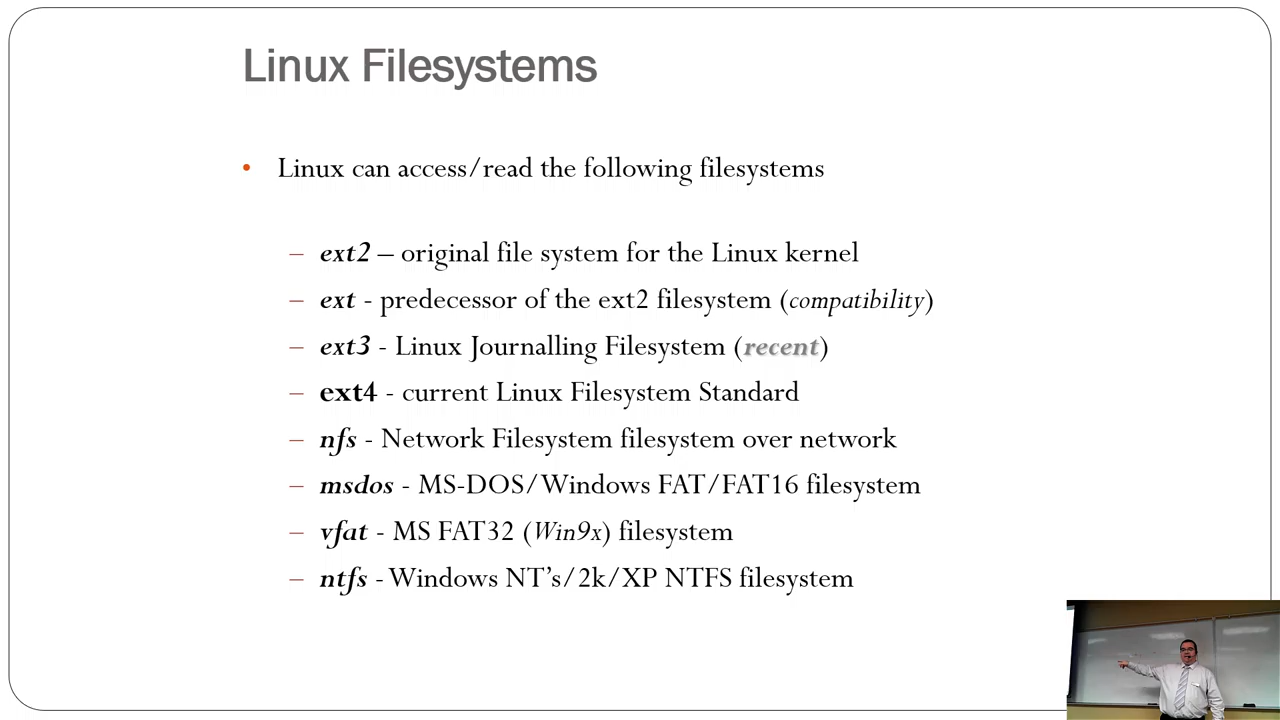 Linux Filesystems
• Linux can access/read the following filesystems
– ext2 – original file system for the Linux kernel
– ext - predecessor of the ext2 filesystem (compatibility)
– ext3 - Linux Journalling Filesystem (recent)
– ext4 - current Linux Filesystem Standard
– nfs - Network Filesystem filesystem over network
– msdos - MS-DOS/Windows FAT/FAT16 filesystem
– vfat - MS FAT32 (Win9x) filesystem
– ntfs - Windows NT’s/2k/XP NTFS filesystem